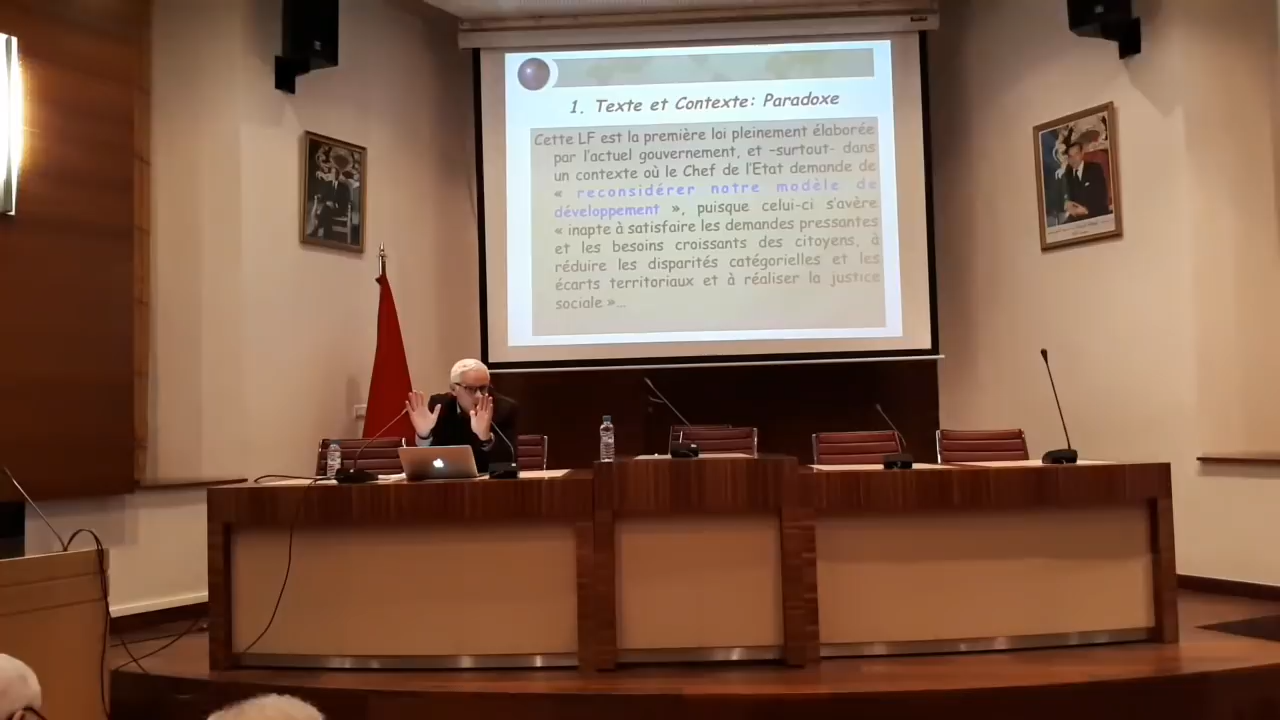 1. Texte et Contexte: Paradoxe
Cette LF est la première loi pleinement élaborée
par l'actuel gouvernement, et -surtout- dans
un contexte où le Chef de l'Etat demande de
« reconsidérer notre modèle de
développement », puisque celui-ci s'avère
« inapte à satisfaire les demandes pressantes
et les besoins croissants des citoyens, à
réduire les disparités catégorielles et les
écarts territoriaux et à réaliser la justice
sociale »…